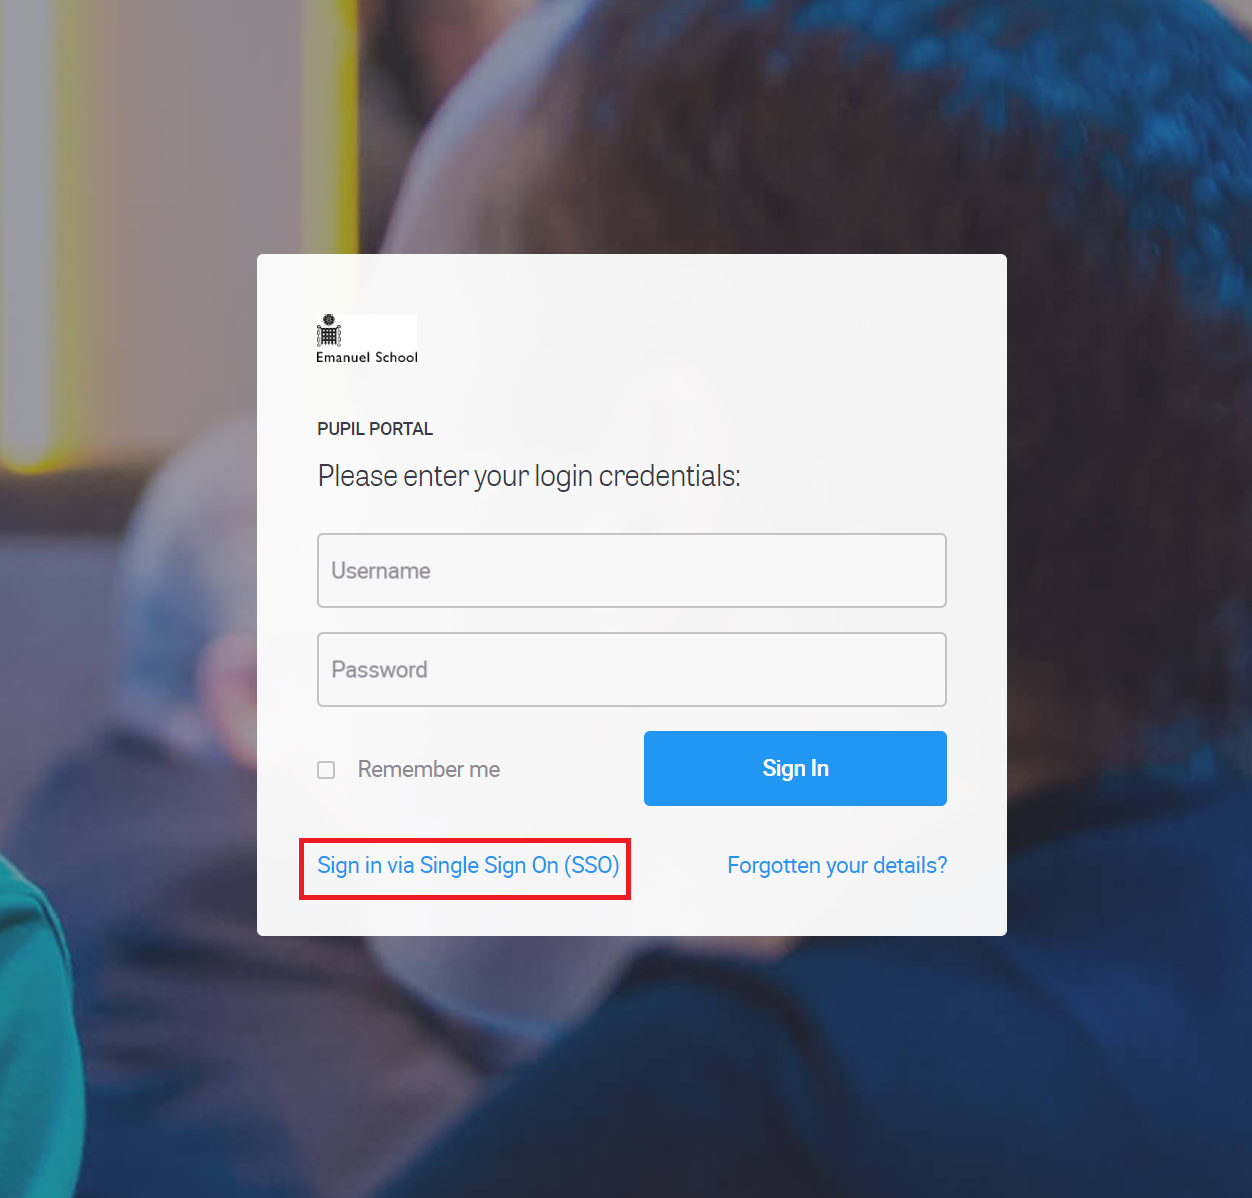 Emanuel School
PUPIL PORTAL
Please enter your login credentials:
Username
Password
Remember me
Sign In
Sign in via Single Sign On (SSO)
Forgotten your details?